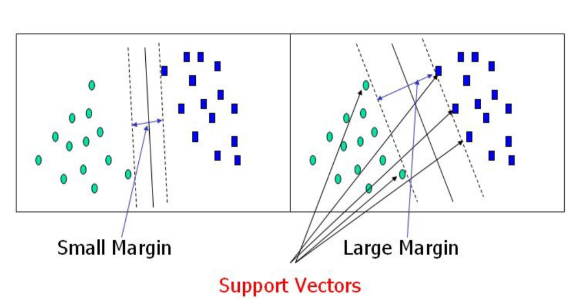 Small Margin
Large Margin
Support Vectors